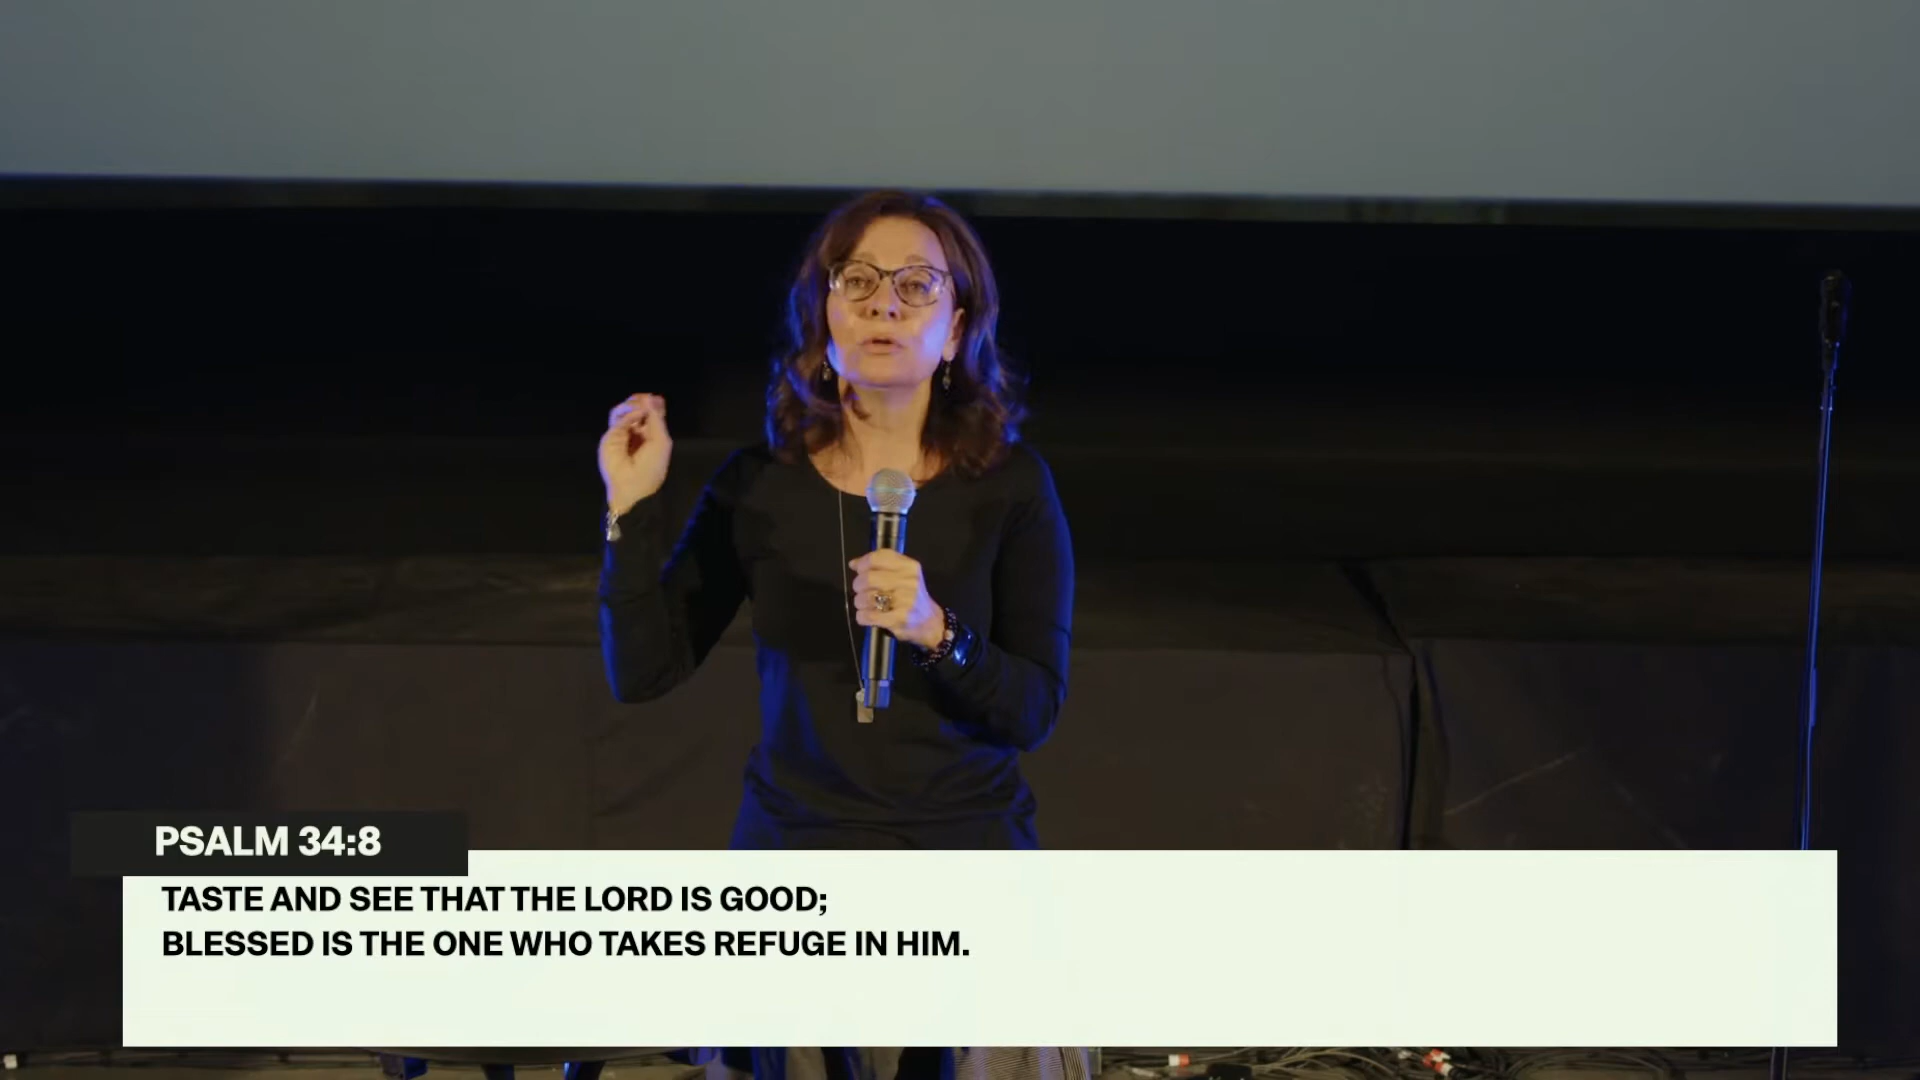 PSALM 34:8
TASTE AND SEE THAT THE LORD IS GOOD;
BLESSED IS THE ONE WHO TAKES REFUGE IN HIM.